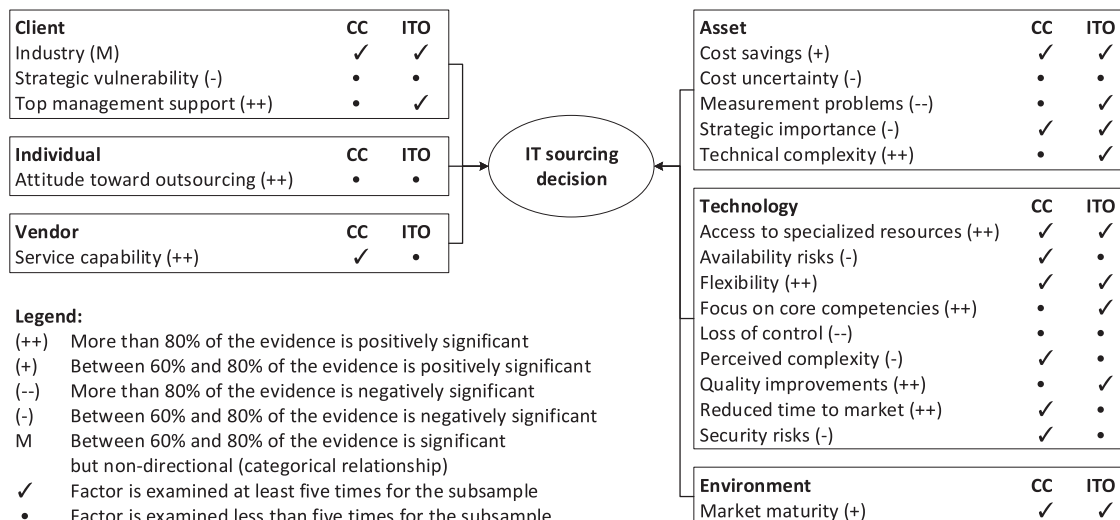 Client CC ITO
Industry (M) ✓ ✓
Strategic vulnerability (-) • •
Top management support (++) • ✓
Individual CC ITO
Attitude toward outsourcing (++) • •
Vendor CC ITO
Service capability (++) ✓ •
IT sourcing
decision
Asset CC ITO
Cost savings (+) ✓ ✓
Cost uncertainty (-) • •
Measurement problems (--) • ✓
Strategic importance (-) ✓ ✓
Technical complexity (++) • ✓
Technology CC ITO
Access to specialized resources (++) ✓ ✓
Availability risks (-) ✓ •
Flexibility (++) ✓ ✓
Focus on core competencies (++) • ✓
Loss of control (--) • •
Perceived complexity (-) ✓ •
Quality improvements (++) • ✓
Reduced time to market (++) ✓ •
Security risks (-) ✓ •
Environment CC ITO
Market maturity (+) ✓ ✓
Legend:
(++) More than 80% of the evidence is positively significant
(+) Between 60% and 80% of the evidence is positively significant
(--) More than 80% of the evidence is negatively significant
(-) Between 60% and 80% of the evidence is negatively significant
M Between 60% and 80% of the evidence is significant
but non-directional (categorical relationship)
✓ Factor is examined at least five times for the subsample
• Factor is examined less than five times for the subsample